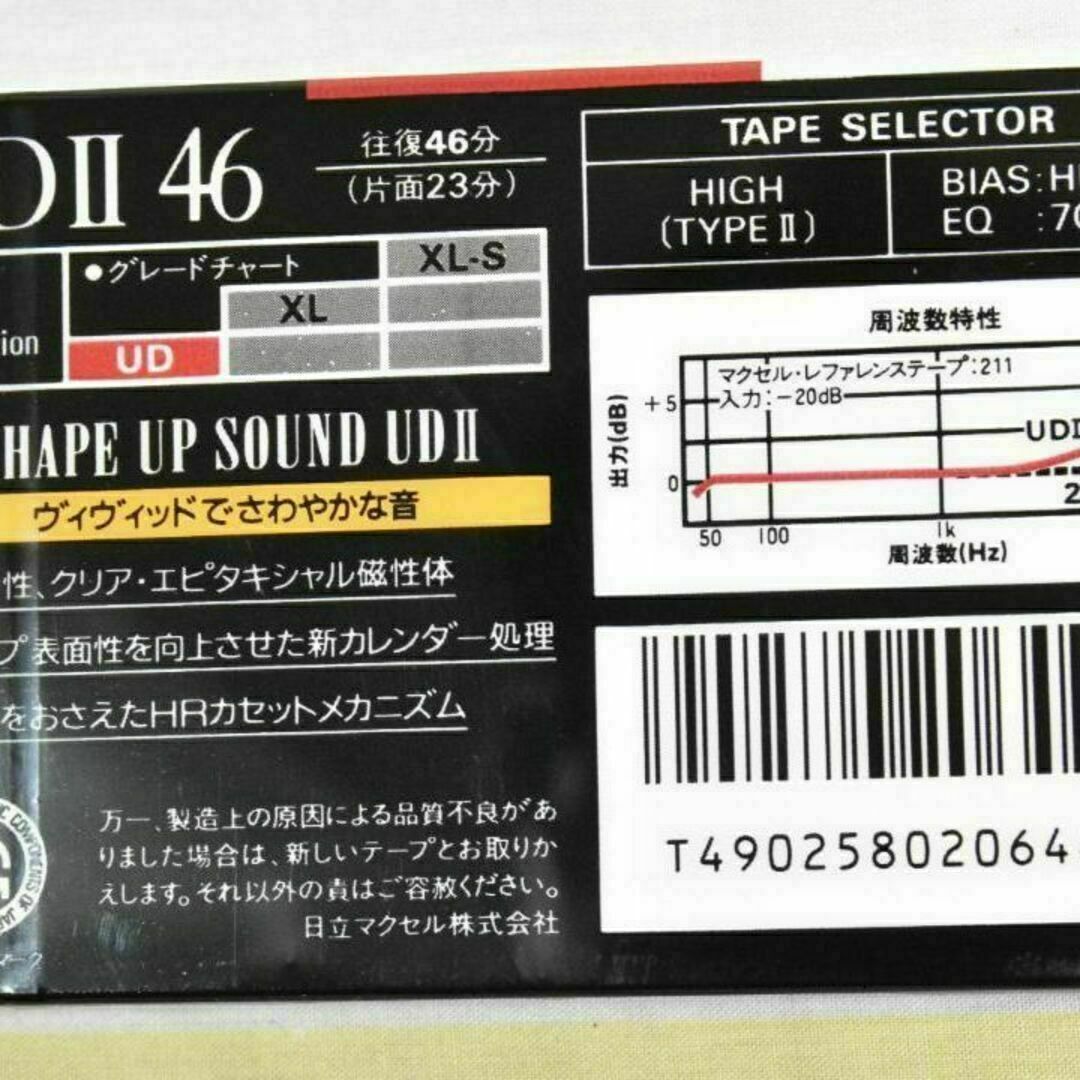 DII 46
往復46分
(片面23分)
TAPE SELECTOR
HIGH
(TYPE II)
BIAS:HI
EQ :70
●グレードチャート
XL-S
XL
UD
tion
SHAPE UP SOUND UDII
ヴィヴィッドでさわやかな音
性、クリア・エピタキシャル磁性体
プ表面性を向上させた新カレンダー処理
をおさえたHRカセットメカニズム
周波数特性
マクセル・レファレンステープ:211
入力:-20dB
出力(dB)
+5
0
UDI
2
50 100 1k
周波数(Hz)
T49025802064
万一、製造上の原因による品質不良があ
りました場合は、新しいテープとお取りか
えします。それ以外の責はご容赦ください。
日立マクセル株式会社
COMPONENTS OF JAP
マーク